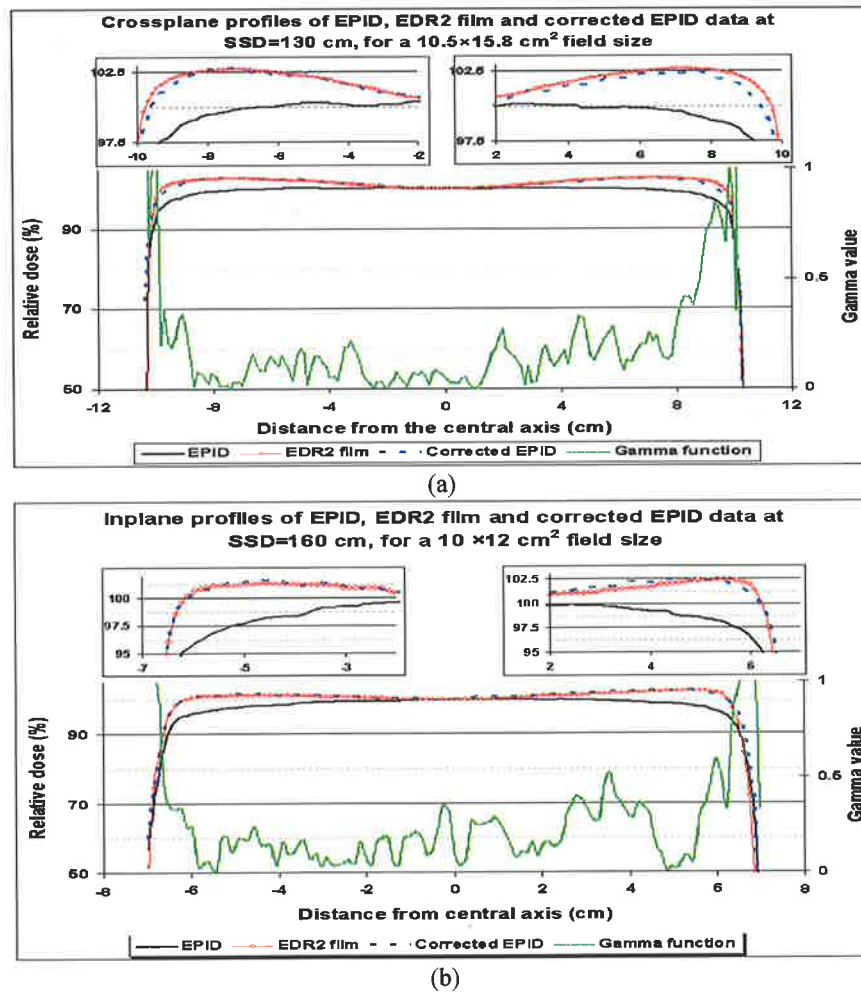 Crossplane profiles of EPID, EDR2 film and corrected EPID data at
SSD=130 cm, for a 10.5×15.8 cm² field size
102.5
97.5
-10 -9 -8 -7 -6 -5 -4 -3 -2
102.5
97.5
2 4 6 8 10
Relative dose (%)
90
70
50
1
0.5
0
Gamma value
-12 -8 -4 0 4 8 12
Distance from the central axis (cm)
EPID EDR2 film Corrected EPID Gamma function
(a)
Inplane profiles of EPID, EDR2 film and corrected EPID data at
SSD=160 cm, for a 10 ×12 cm² field size
100
97.5
95
-7 -5 -3
102.5
100
97.5
95
2 4 6
Relative dose (%)
90
70
50
1
0.5
0
Gamma value
-8 -6 -4 -2 0 2 4 6 8
Distance from central axis (cm)
EPID EDR2 film Corrected EPID Gamma function
(b)